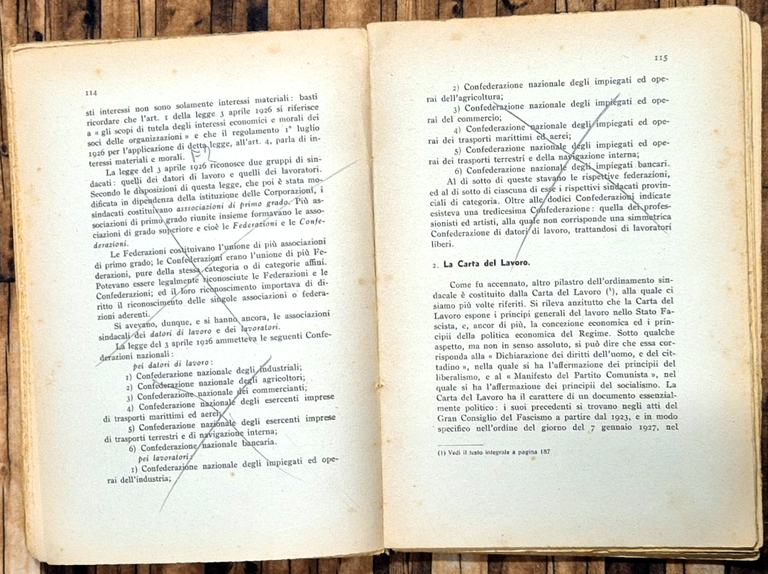 114
sti interessi non sono solamente interessi materiali: basti
ricordare che l'art. 1 della legge 3 aprile 1926 si riferisce
a « gli scopi di tutela degli interessi economici e morali dei
soci delle organizzazioni » e che il regolamento 1° luglio
1926 per l'applicazione di detta legge, all'art. 4, parla di in-
teressi materiali e morali.
La legge del 3 aprile 1926 riconosce due gruppi di sin-
dacati: quelli dei datori di lavoro e quelli dei lavoratori.
Secondo le disposizioni di questa legge, che poi è stata mo-
dificata in dipendenza della istituzione delle Corporazioni, i
sindacati costituivano associazioni di primo grado. Più as-
sociazioni di primo grado riunite insieme formavano le asso-
ciazioni di grado superiore e cioè le Federazioni e le Confe-
derazioni.
Le Federazioni costituivano l'unione di più associazioni
di primo grado; le Confederazioni erano l'unione di più Fe-
derazioni, pure della stessa categoria o di categorie affini.
Potevano essere legalmente riconosciute le Federazioni e le
Confederazioni; ed il loro riconoscimento importava di di-
ritto il riconoscimento delle singole associazioni o federa-
zioni aderenti.
Si avevano, dunque, e si hanno ancora, le associazioni
sindacali dei datori di lavoro e dei lavoratori.
La legge del 3 aprile 1926 ammetteva le seguenti Confe-
derazioni nazionali:
pei datori di lavoro:
1) Confederazione nazionale degli industriali;
2) Confederazione nazionale degli agricoltori;
3) Confederazione nazionale dei commercianti;
4) Confederazione nazionale degli esercenti imprese
di trasporti marittimi ed aerei;
5) Confederazione nazionale degli esercenti imprese
di trasporti terrestri e di navigazione interna;
6) Confederazione nazionale bancaria.
pei lavoratori:
1) Confederazione nazionale degli impiegati ed ope-
rai dell'industria;
115
2) Confederazione nazionale degli impiegati ed ope-
rai dell'agricoltura;
3) Confederazione nazionale degli impiegati ed ope-
rai del commercio;
4) Confederazione nazionale degli impiegati ed ope-
rai dei trasporti marittimi ed aerei;
5) Confederazione nazionale degli impiegati ed ope-
rai dei trasporti terrestri e della navigazione interna;
6) Confederazione nazionale degli impiegati bancari.
Al di sotto di queste stavano le rispettive federazioni,
ed al di sotto di ciascuna di esse i rispettivi sindacati provin-
ciali di categoria. Oltre alle dodici Confederazioni indicate
esisteva una tredicesima Confederazione: quella dei profes-
sionisti ed artisti, alla quale non corrisponde una simmetrica
Confederazione di datori di lavoro, trattandosi di lavoratori
liberi.
2. La Carta del Lavoro.
Come fu accennato, altro pilastro dell'ordinamento sin-
dacale è costituito dalla Carta del Lavoro (¹), alla quale ci
siamo più volte riferiti. Si rileva anzitutto che la Carta del
Lavoro espone i principi generali del lavoro nello Stato Fa-
scista, e, ancor di più, la concezione economica ed i prin-
cipii della politica economica del Regime. Sotto qualche
aspetto, ma non in senso assoluto, si può dire che essa cor-
risponda alla « Dichiarazione dei diritti dell'uomo, e del cit-
tadino », nella quale si ha l'affermazione dei principii del
liberalismo, e al « Manifesto del Partito Comunista », nel
quale si ha l'affermazione dei principii del socialismo. La
Carta del Lavoro ha il carattere di un documento essenzial-
mente politico: i suoi precedenti si trovano negli atti del
Gran Consiglio del Fascismo a partire dal 1923, e in modo
specifico nell'ordine del giorno del 7 gennaio 1927, nel
(1) Vedi il testo integrale a pagina 187